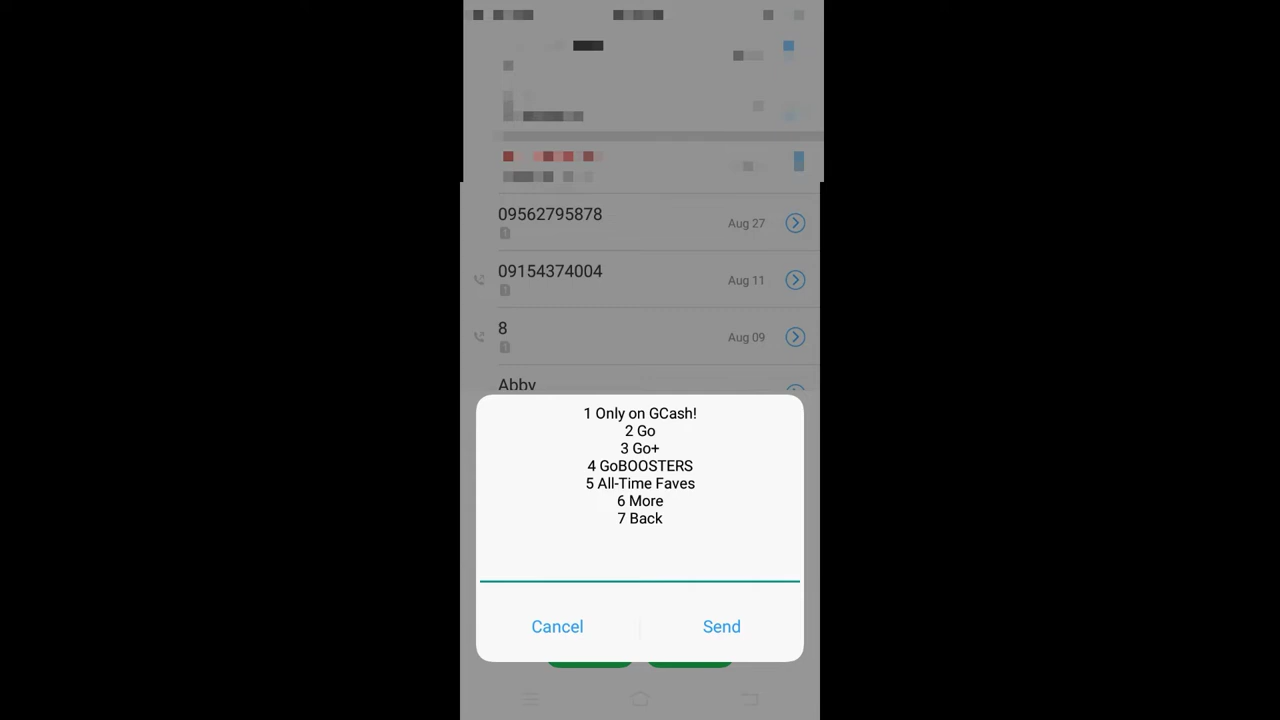 09562795878
Aug 27
09154374004
Aug 11
8
Aug 09
Abby
1 Only on GCash!
2 Go
3 Go+
4 GoBOOSTERS
5 All-Time Faves
6 More
7 Back
Cancel
Send